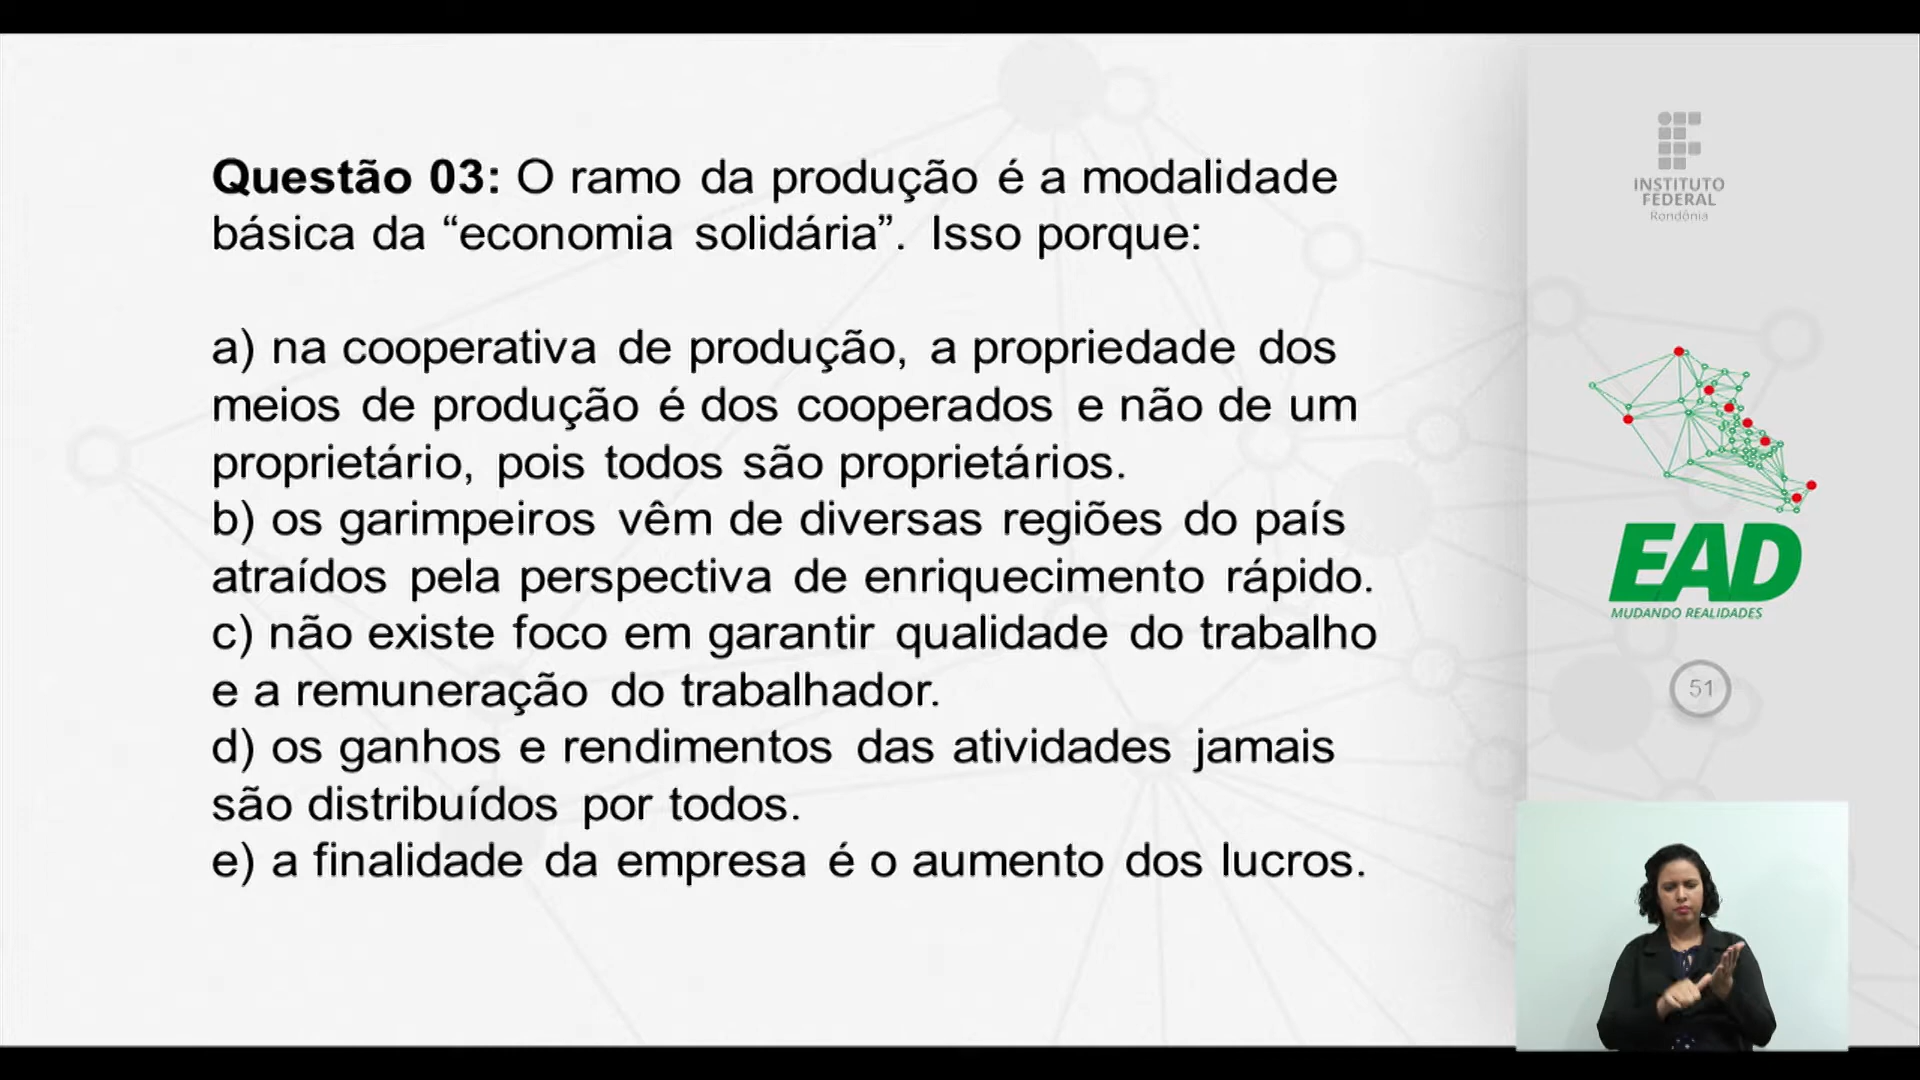 Questão 03: O ramo da produção é a modalidade
básica da “economia solidária”. Isso porque:
a) na cooperativa de produção, a propriedade dos
meios de produção é dos cooperados e não de um
proprietário, pois todos são proprietários.
b) os garimpeiros vêm de diversas regiões do país
atraídos pela perspectiva de enriquecimento rápido.
c) não existe foco em garantir qualidade do trabalho
e a remuneração do trabalhador.
d) os ganhos e rendimentos das atividades jamais
são distribuídos por todos.
e) a finalidade da empresa é o aumento dos lucros.
INSTITUTO
FEDERAL
Rondônia
EAD
MUDANDO REALIDADES
51